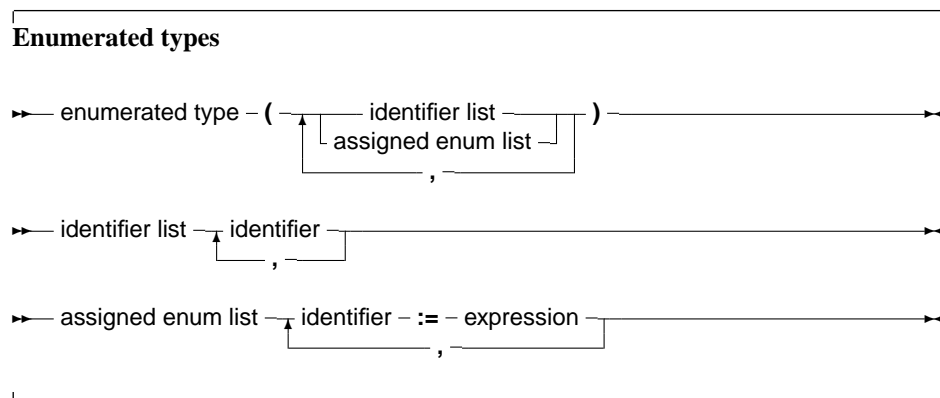 Enumerated types
enumerated type ( identifier list )
assigned enum list
,
identifier list identifier
,
assigned enum list identifier := expression
,